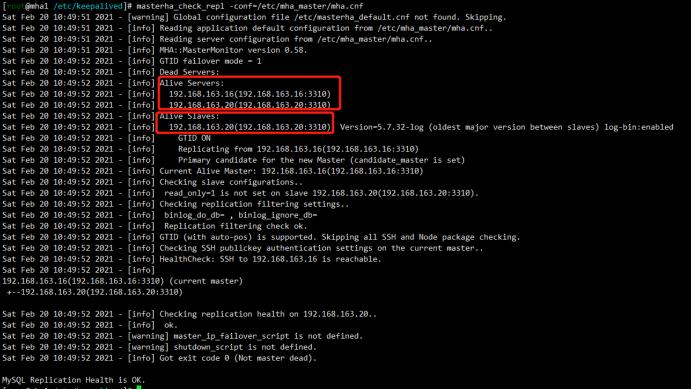 [root@mha1 /etc/keepalived]# masterha_check_repl -conf=/etc/mha_master/mha.cnf
Sat Feb 20 10:49:51 2021 - [warning] Global configuration file /etc/masterha_default.cnf not found. Skipping.
Sat Feb 20 10:49:51 2021 - [info] Reading application default configuration from /etc/mha_master/mha.cnf..
Sat Feb 20 10:49:51 2021 - [info] Reading server configuration from /etc/mha_master/mha.cnf..
Sat Feb 20 10:49:51 2021 - [info] MHA::MasterMonitor version 0.58.
Sat Feb 20 10:49:52 2021 - [info] GTID failover mode = 1
Sat Feb 20 10:49:52 2021 - [info] Dead Servers:
Sat Feb 20 10:49:52 2021 - [info] Alive Servers:
Sat Feb 20 10:49:52 2021 - [info]   192.168.163.16(192.168.163.16:3310)
Sat Feb 20 10:49:52 2021 - [info]   192.168.163.20(192.168.163.20:3310)
Sat Feb 20 10:49:52 2021 - [info] Alive Slaves:
Sat Feb 20 10:49:52 2021 - [info]   192.168.163.20(192.168.163.20:3310)  Version=5.7.32-log (oldest major version between slaves) log-bin:enabled
Sat Feb 20 10:49:52 2021 - [info]     GTID ON
Sat Feb 20 10:49:52 2021 - [info]     Replicating from 192.168.163.16(192.168.163.16:3310)
Sat Feb 20 10:49:52 2021 - [info]     Primary candidate for the new Master (candidate_master is set)
Sat Feb 20 10:49:52 2021 - [info] Current Alive Master: 192.168.163.16(192.168.163.16:3310)
Sat Feb 20 10:49:52 2021 - [info] Checking slave configurations..
Sat Feb 20 10:49:52 2021 - [info]  read_only=1 is not set on slave 192.168.163.20(192.168.163.20:3310).
Sat Feb 20 10:49:52 2021 - [info] Checking replication filtering settings..
Sat Feb 20 10:49:52 2021 - [info]  binlog_do_db= , binlog_ignore_db=
Sat Feb 20 10:49:52 2021 - [info]  Replication filtering check ok.
Sat Feb 20 10:49:52 2021 - [info] GTID (with auto-pos) is supported. Skipping all SSH and Node package checking.
Sat Feb 20 10:49:52 2021 - [info] Checking SSH publickey authentication settings on the current master..
Sat Feb 20 10:49:52 2021 - [info] HealthCheck: SSH to 192.168.163.16 is reachable.
Sat Feb 20 10:49:52 2021 - [info]
192.168.163.16(192.168.163.16:3310) (current master)
 +--192.168.163.20(192.168.163.20:3310)
Sat Feb 20 10:49:52 2021 - [info] Checking replication health on 192.168.163.20..
Sat Feb 20 10:49:52 2021 - [info]  ok.
Sat Feb 20 10:49:52 2021 - [warning] master_ip_failover_script is not defined.
Sat Feb 20 10:49:52 2021 - [warning] shutdown_script is not defined.
Sat Feb 20 10:49:52 2021 - [info] Got exit code 0 (Not master dead).
MySQL Replication Health is OK.